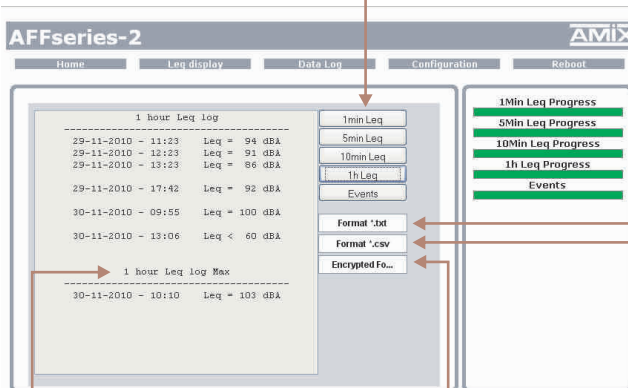 AFFseries-2
AMiX
Home Leq display Data Log Configuration Reboot
1 hour Leq log
29-11-2010 - 11:23 Leq = 94 dBA
29-11-2010 - 12:23 Leq = 91 dBA
29-11-2010 - 13:23 Leq = 86 dBA
29-11-2010 - 17:42 Leq = 92 dBA
30-11-2010 - 09:55 Leq = 100 dBA
30-11-2010 - 13:06 Leq < 60 dBA
1 hour Leq log Max
30-11-2010 - 10:10 Leq = 103 dBA
1min Leq
5min Leq
10min Leq
1h Leq
Events
Format *.txt
Format *.csv
Encrypted Fo...
1Min Leq Progress
5Min Leq Progress
10Min Leq Progress
1h Leq Progress
Events